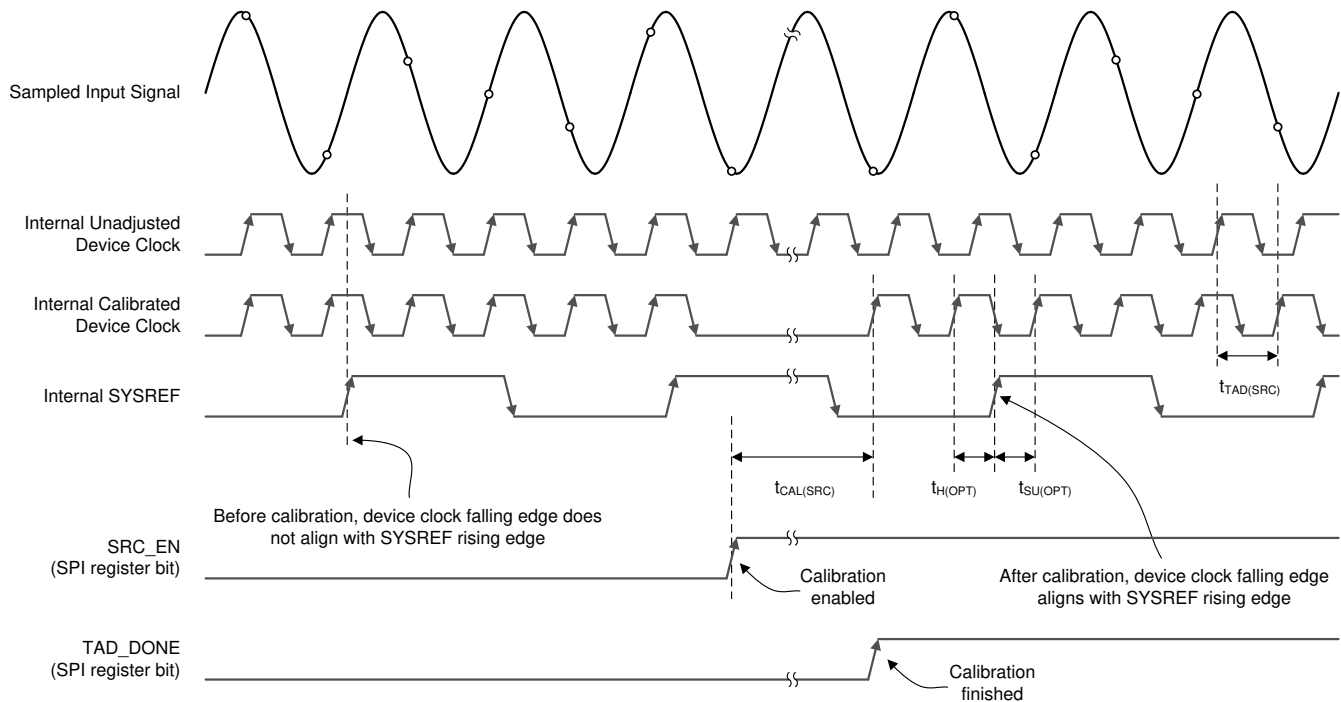 Sampled Input Signal
Internal Unadjusted
Device Clock
Internal Calibrated
Device Clock
Internal SYSREF
tTAD(SRC)
tCAL(SRC)
tH(OPT)
tSU(OPT)
Before calibration, device clock falling edge does
not align with SYSREF rising edge
SRC_EN
(SPI register bit)
Calibration
enabled
After calibration, device clock falling edge
aligns with SYSREF rising edge
TAD_DONE
(SPI register bit)
Calibration
finished